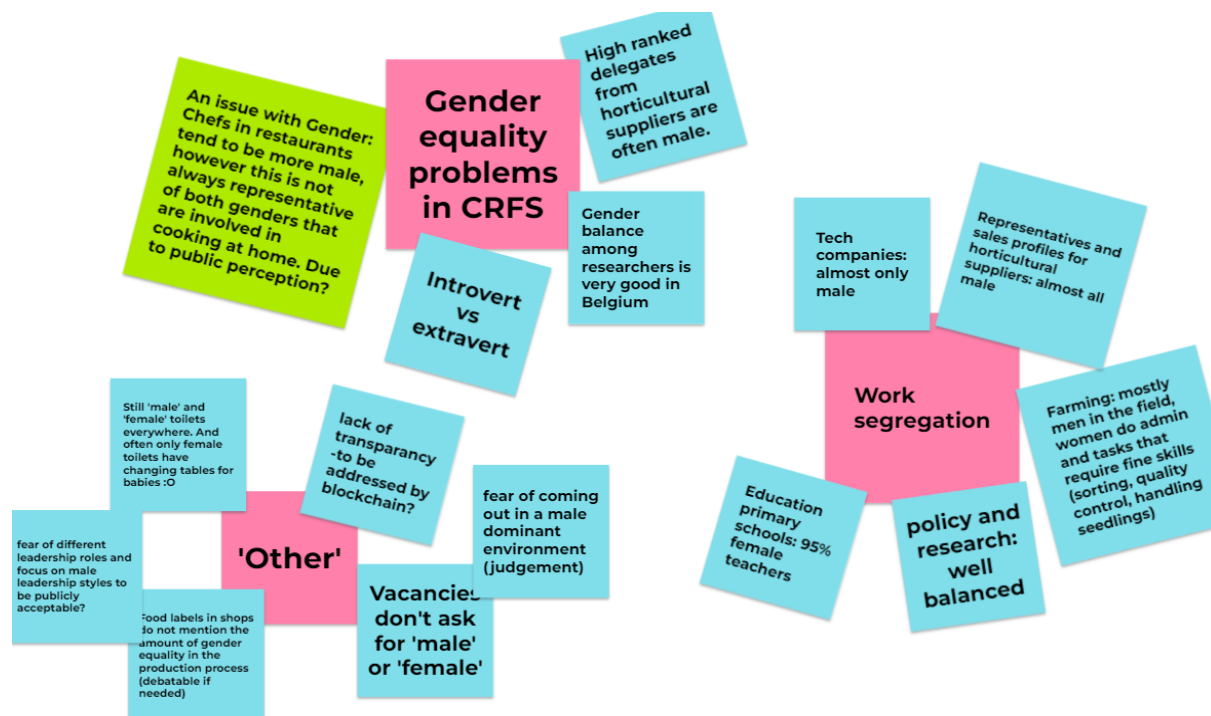 An issue with Gender:
Chefs in restaurants
tend to be more male,
however this is not
always representative
of both genders that
are involved in
cooking at home. Due
to public perception?
Gender
equality
problems
in CRFS
High ranked
delegates
from
horticultural
suppliers are
often male.
Gender
balance
among
researchers is
very good in
Belgium
Introvert
vs
extravert
Tech
companies:
almost only
male
Representatives and
sales profiles for
horticultural
suppliers: almost all
male
Work
segregation
Farming: mostly
men in the field,
women do admin
and tasks that
require fine skills
(sorting, quality
control, handling
seedlings)
Education
primary
schools: 95%
female
teachers
policy and
research:
well
balanced
Still 'male' and
'female' toilets
everywhere. And
often only female
toilets have
changing tables for
babies :O
lack of
transparancy
-to be
addressed by
blockchain?
fear of coming
out in a male
dominant
environment
(judgement)
'Other'
fear of different
leadership roles and
focus on male
leadership styles to
be publicly
acceptable?
Food labels in shops
do not mention the
amount of gender
equality in the
production process
(debatable if
needed)
Vacancies
don't ask
for 'male'
or 'female'